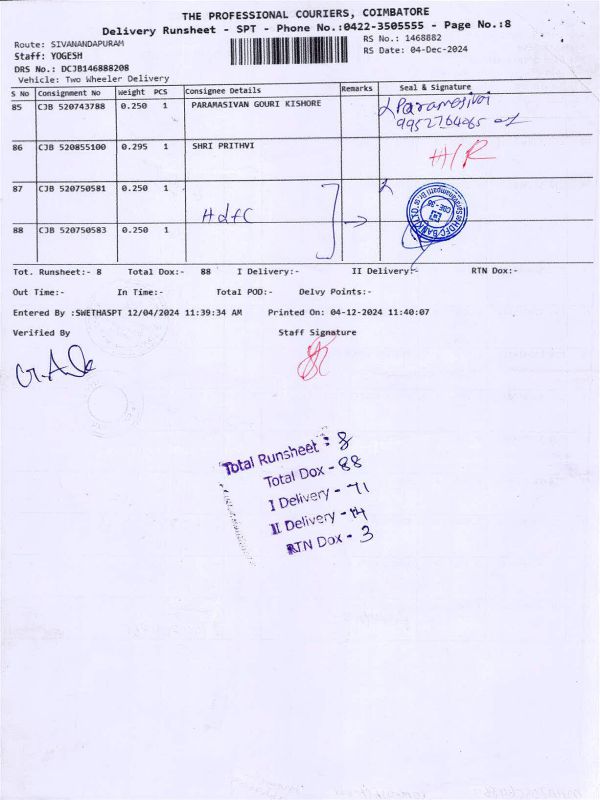 THE PROFESSIONAL COURIERS, COIMBATORE
Delivery Runsheet - SPT - Phone No.:0422-3505555 - Page No.:8
Route: SIVANANDAPURAM
RS No.: 1468882
Staff: YOGESH
RS Date: 04-Dec-2024
DRS No.: DCJB146888208
Vehicle: Two Wheeler Delivery
S No Consignment No Weight PCS Consignee Details Remarks Seal & Signature
85 CJB 520743788 0.250 1 PARAMASIVAN GOURI KISHORE
Paramasivai
86 CJB 520855100 0.295 1 SHRI PRITHVI H/R
87 CJB 520750581 0.250 1
HdfC
88 CJB 520750583 0.250 1
Tot. Runsheet:- 8 Total Dox:- 88 I Delivery:- II Delivery:- RTN Dox:-
Out Time:- In Time:- Total POD:- Delvy Points:-
Entered By :SWETHASPT 12/04/2024 11:39:34 AM Printed On: 04-12-2024 11:40:07
Verified By Staff Signature
Total Runsheet : 8
Total Dox - 88
I Delivery - 71
II Delivery - 14
RTN Dox - 3